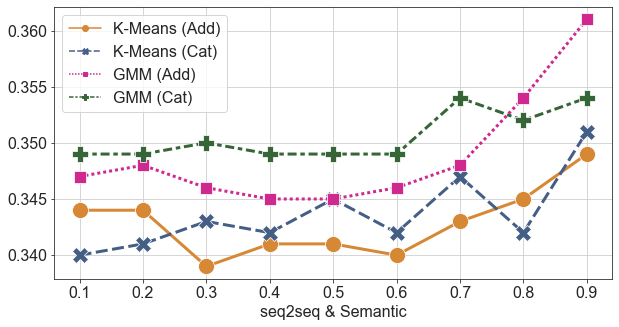 K-Means (Add)
K-Means (Cat)
GMM (Add)
GMM (Cat)
0.360
0.355
0.350
0.345
0.340
0.1 0.2 0.3 0.4 0.5 0.6 0.7 0.8 0.9
seq2seq & Semantic